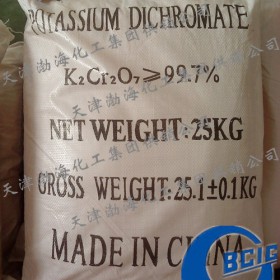 POTASSIUM DICHROMATE
K₂Cr₂O₇≥99.7%
NET WEIGHT:25KG
GROSS WEIGHT:25.1±0.1KG
MADE IN CHINA
BCIG
天津渤海化工集团